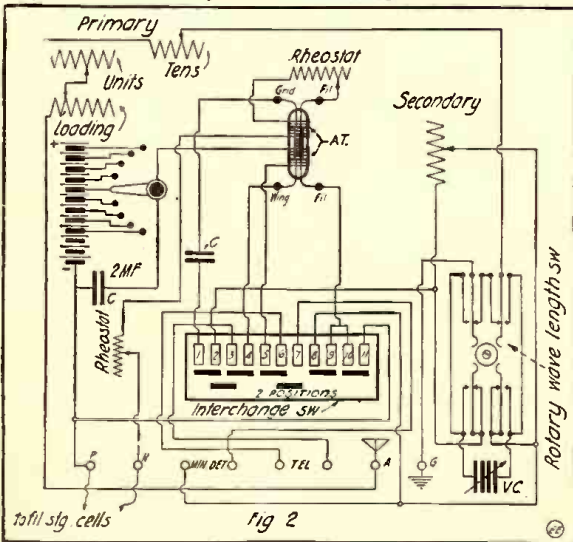 Primary
Units
Tens
Loading
Rheostat
Grid
Fil
A.T.
Secondary
+
-
2MF
C
Rheostat
C
Wing
Fil
1 2 3 4 5 6 7 8 9 10 11
2 POSITIONS
Interchange SW
Rotary wave length SW
P
N
MIN. DET
TEL
A
G
VC
to fil stg. cells
Fig 2